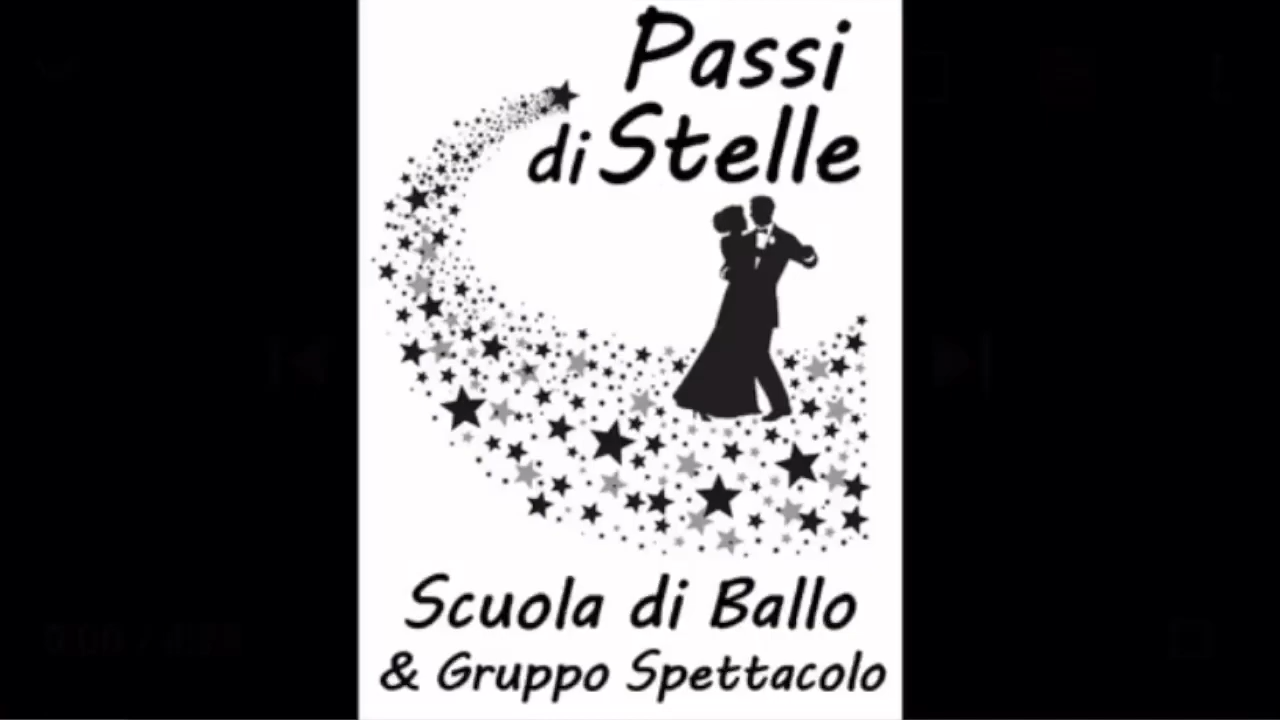 Passi
di Stelle
Scuola di Ballo
& Gruppo Spettacolo